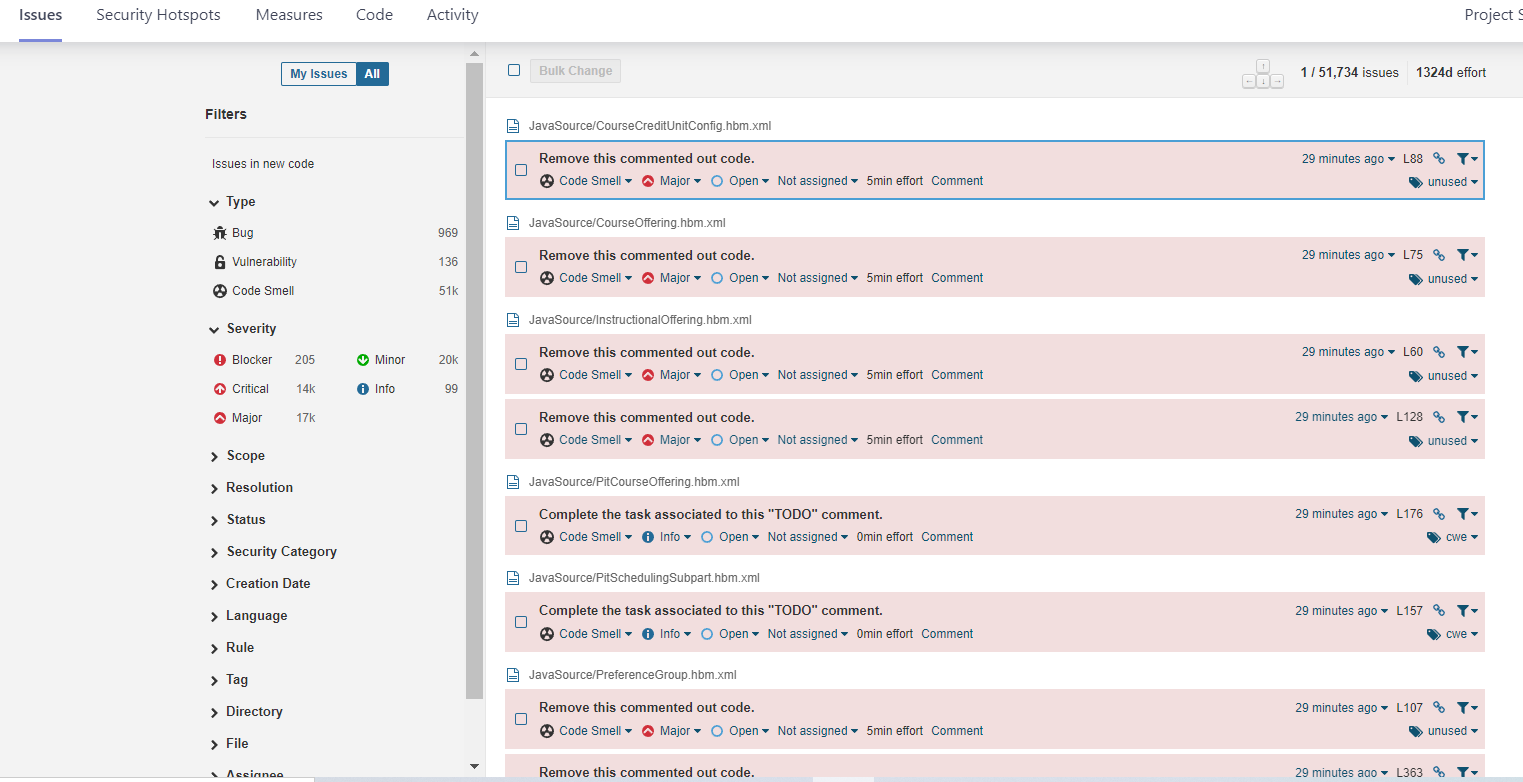 Issues Security Hotspots Measures Code Activity Project S
My Issues All
Filters
Issues in new code
Type
Bug 969
Vulnerability 136
Code Smell 51k
Severity
Blocker 205 Minor 20k
Critical 14k Info 99
Major 17k
Scope
Resolution
Status
Security Category
Creation Date
Language
Rule
Tag
Directory
File
Assignee
Bulk Change 1 / 51,734 issues 1324d effort
JavaSource/CourseCreditUnitConfig.hbm.xml
Remove this commented out code. 29 minutes ago L88
Code Smell Major Open Not assigned 5min effort Comment unused
JavaSource/CourseOffering.hbm.xml
Remove this commented out code. 29 minutes ago L75
Code Smell Major Open Not assigned 5min effort Comment unused
JavaSource/InstructionalOffering.hbm.xml
Remove this commented out code. 29 minutes ago L60
Code Smell Major Open Not assigned 5min effort Comment unused
Remove this commented out code. 29 minutes ago L128
Code Smell Major Open Not assigned 5min effort Comment unused
JavaSource/PitCourseOffering.hbm.xml
Complete the task associated to this "TODO" comment. 29 minutes ago L176
Code Smell Info Open Not assigned 0min effort Comment cwe
JavaSource/PitSchedulingSubpart.hbm.xml
Complete the task associated to this "TODO" comment. 29 minutes ago L157
Code Smell Info Open Not assigned 0min effort Comment cwe
JavaSource/PreferenceGroup.hbm.xml
Remove this commented out code. 29 minutes ago L107
Code Smell Major Open Not assigned 5min effort Comment unused
Remove this commented out code. 29 minutes ago L363